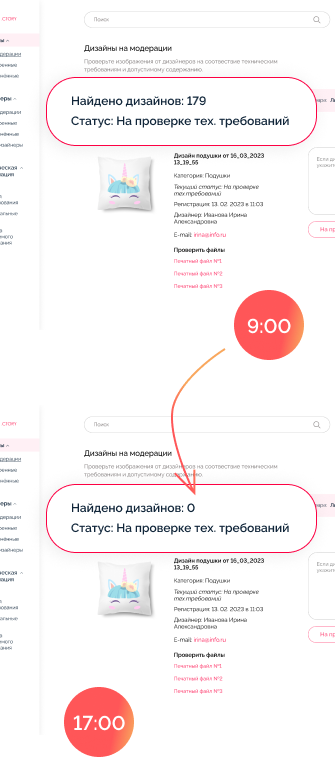 СТОРУ
Поиск
Дизайны на модерации
Проверьте изображения от дизайнеров на соотвествие техническим
требованиям и допустимому содержанию.
Найдено дизайнов: 179
Статус: На проверке тех. требований
Дизайн подушки от 16_03_2023
13_19_55
Категория: Подушки
Текущий статус: На проверке
тех требований
Регистрация: 13. 02. 2023 в 11:03
Дизайнер: Иванова Ирина
Александровна
E-mail: irina@info.ru
Проверить файлы
Печатный файл №1
Печатный файл №2
Печатный файл №3
9:00
Поиск
Дизайны на модерации
Проверьте изображения от дизайнеров на соотвествие техническим
требованиям и допустимому содержанию.
Найдено дизайнов: 0
Статус: На проверке тех. требований
Дизайн подушки от 16_03_2023
13_19_55
Категория: Подушки
Текущий статус: На проверке
тех требований
Регистрация: 13. 02. 2023 в 11:03
Дизайнер: Иванова Ирина
Александровна
E-mail: irina@info.ru
Проверить файлы
Печатный файл №1
Печатный файл №2
Печатный файл №3
17:00